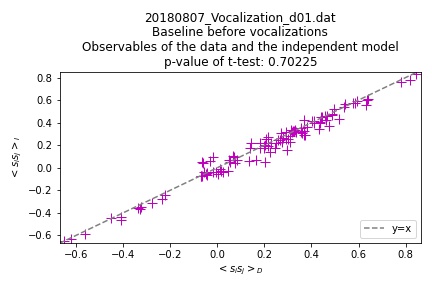 20180807_Vocalization_d01.dat
Baseline before vocalizations
Observables of the data and the independent model
p-value of t-test: 0.70225
0.8
0.6
0.4
0.2
0.0
−0.2
−0.4
−0.6
< s_i s_j >_I
y=x
−0.6 −0.4 −0.2 0.0 0.2 0.4 0.6 0.8
< s_i s_j >_D